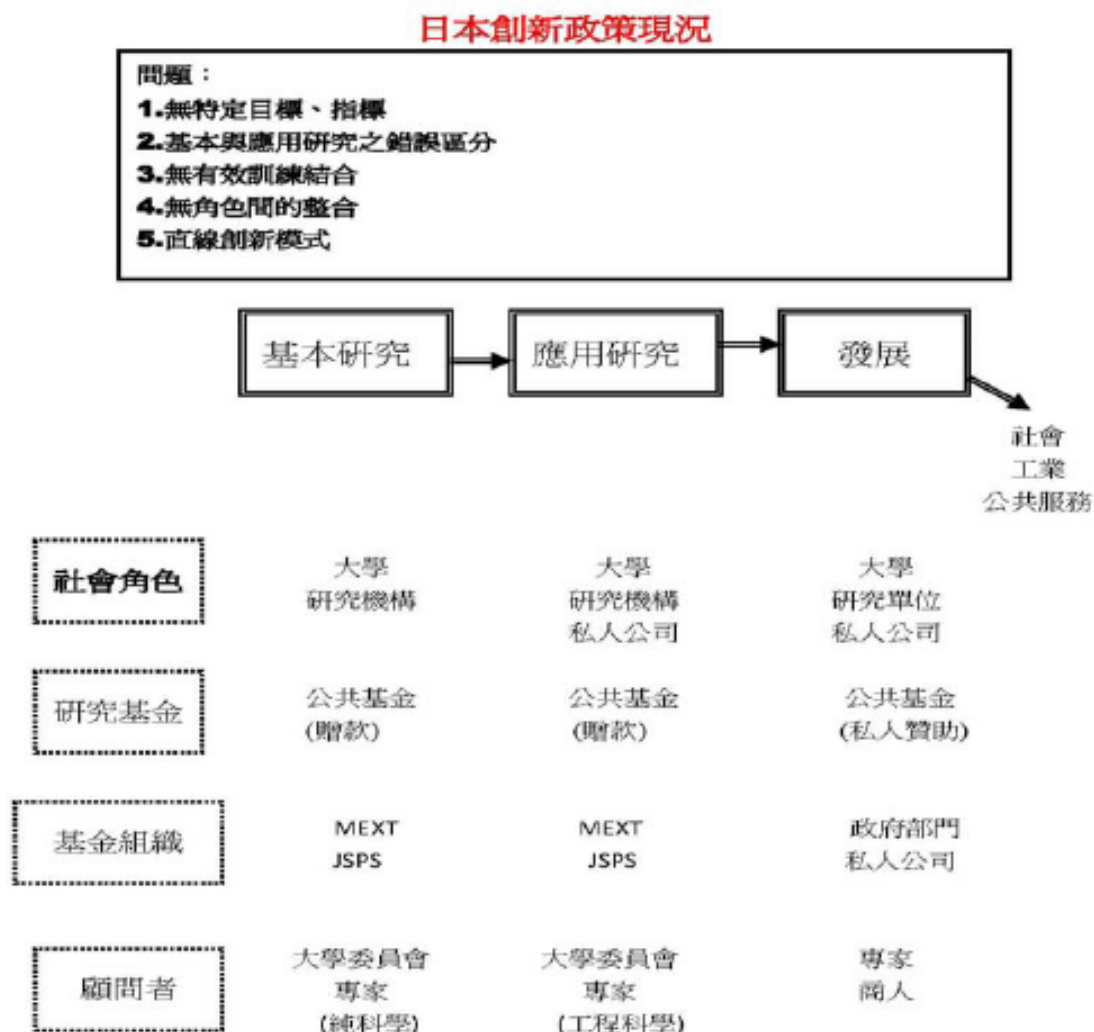 日本創新政策現況
問題：
1.無特定目標、指標
2.基本與應用研究之錯誤區分
3.無有效訓練結合
4.無角色間的整合
5.直線創新模式
基本研究 應用研究 發展
社會
工業
公共服務
社會角色 大學 大學 大學
研究機構 研究機構 研究單位
私人公司 私人公司
研究基金 公共基金 公共基金 公共基金
(贈款) (贈款) (私人贊助)
基金組織 MEXT MEXT 政府部門
JSPS JSPS 私人公司
顧問者 大學委員會 大學委員會 專家
專家 專家 商人
(純科學) (工程科學)